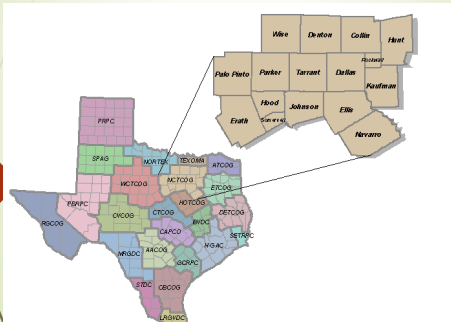 Wise
Denton
Collin
Hunt
Palo Pinto
Parker
Tarrant
Dallas
Rockwall
Kaufman
Erath
Hood
Somervell
Johnson
Ellis
Navarro
PRPC
SPAG
NORTEX
TEXOMA
ATCOG
WCTCOG
NCTCOG
ETCOG
PBRPC
CVCOG
CTCOG
HOTCOG
BVDC
DETCOG
RGCOG
CAPCO
SETRPC
MRGDC
AACOG
HGAC
GCRPC
STDC
CBCOG
LRGVDC